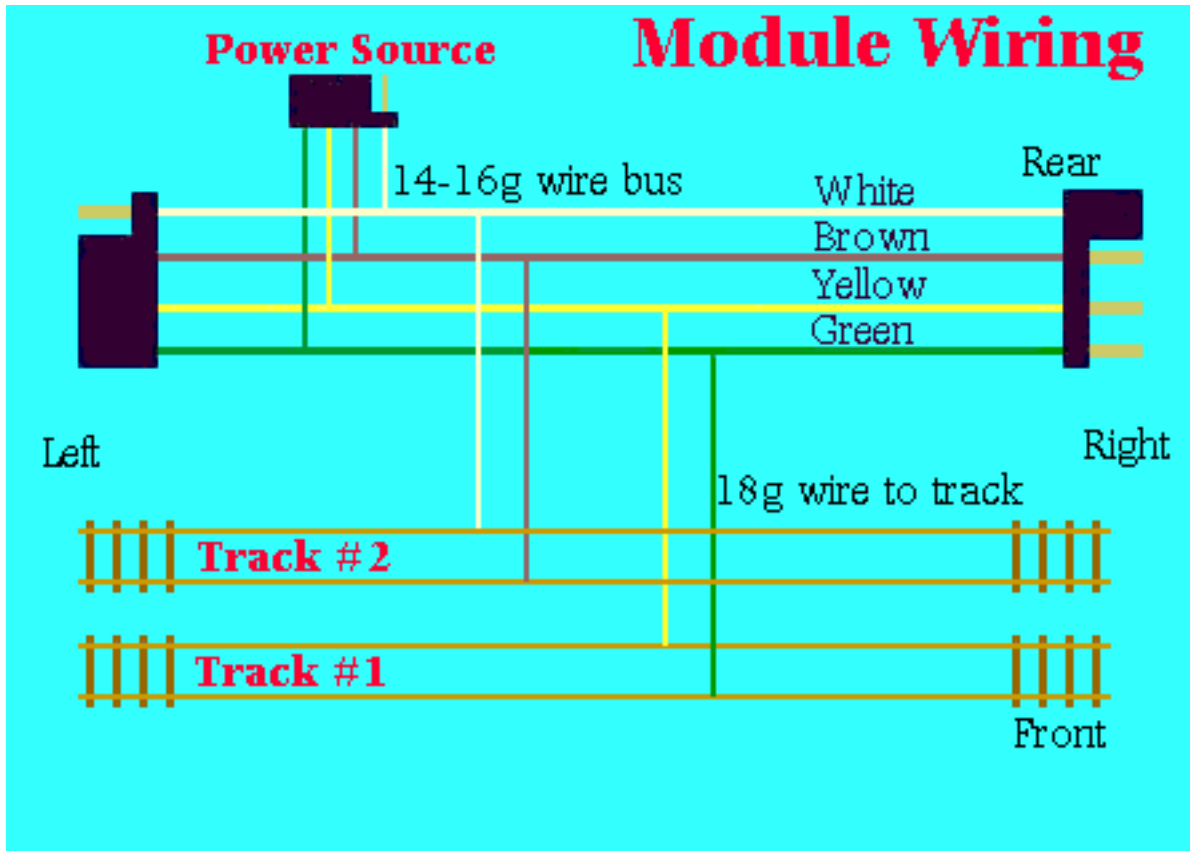 Module Wiring
Power Source
Rear
14-16g wire bus
White
Brown
Yellow
Green
Left
Right
18g wire to track
Track #2
Track #1
Front